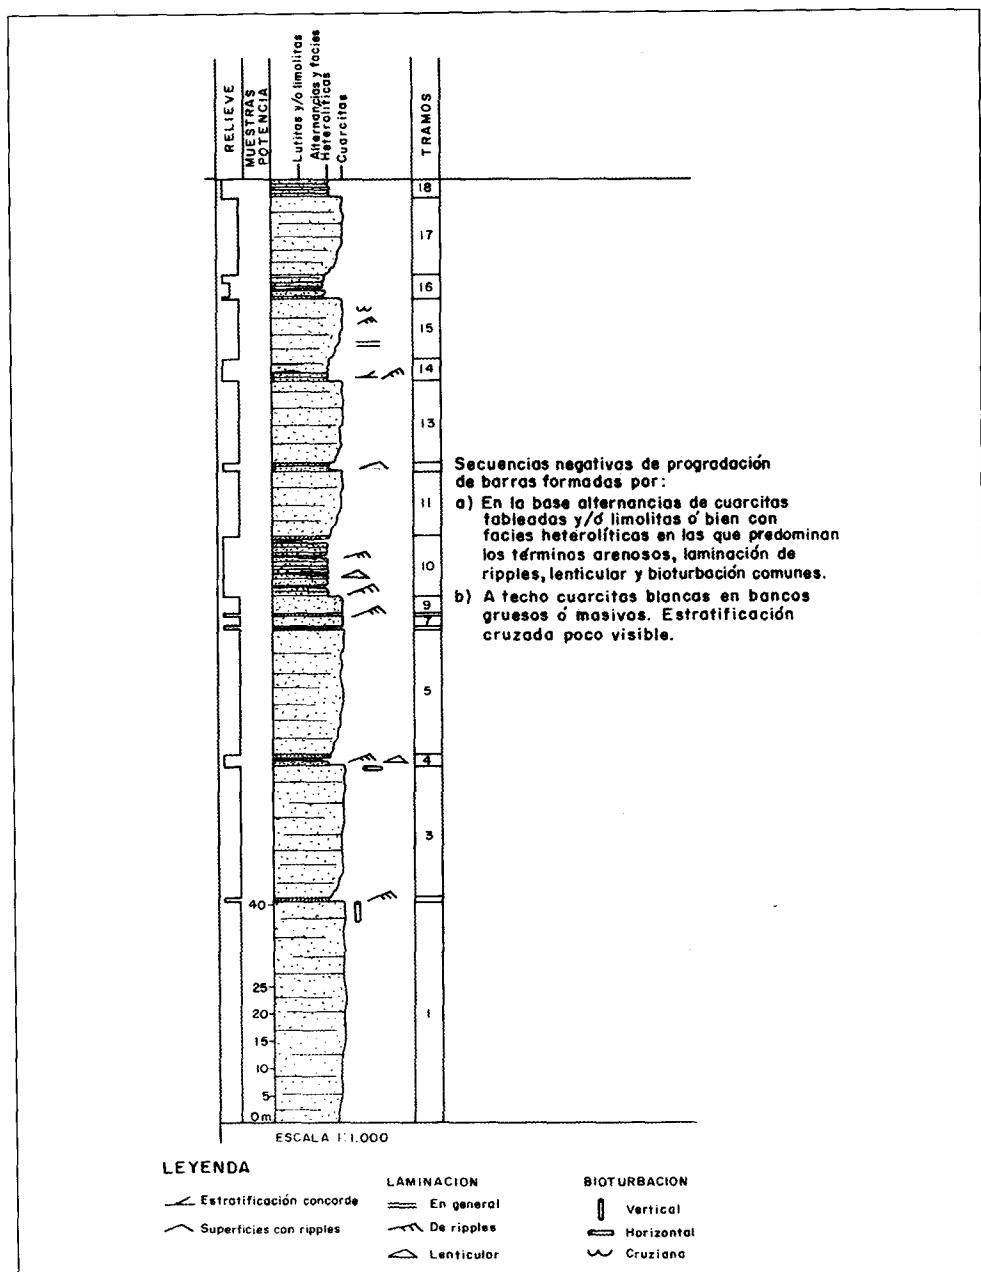 RELIEVE
MUESTRAS
POTENCIA
Lutitas y/o limolitas
Alternancias y facies
Heterolíticas
Cuarcitas
TRAMOS
18
17
16
15
14
13
11
10
9
7
5
4
3
1
40
25
20
15
10
5
0 m
Secuencias negativas de progradación
de barras formadas por:
a) En la base alternancias de cuarcitas
tableadas y/ó limolitas ó bien con
facies heterolíticas en las que predominan
los términos arenosos, laminación de
ripples, lenticular y bioturbación comunes.
b) A techo cuarcitas blancas en bancos
gruesos ó masivos. Estratificación
cruzada poco visible.
ESCALA 1:1.000
LEYENDA
Estratificación concorde
Superficies con ripples
LAMINACION
En general
De ripples
Lenticular
BIOTURBACION
Vertical
Horizontal
Cruziana